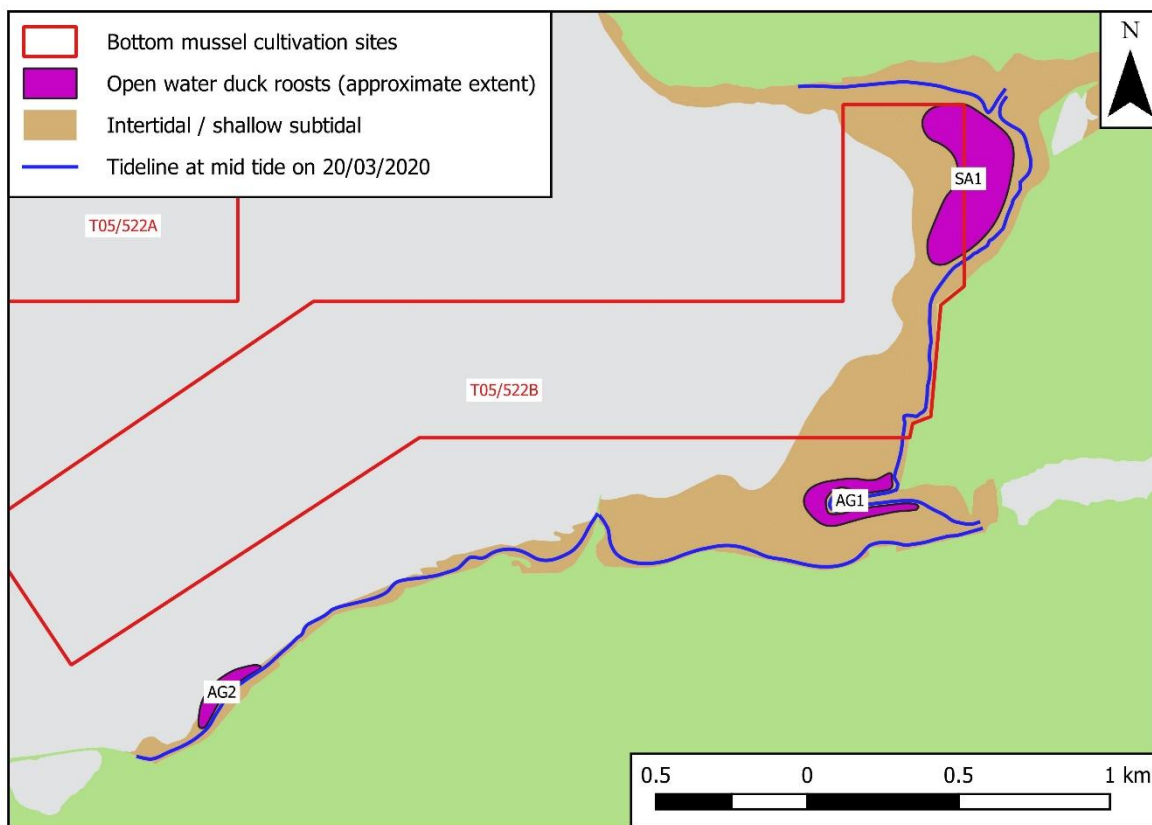 Bottom mussel cultivation sites
Open water duck roosts (approximate extent)
Intertidal / shallow subtidal
Tideline at mid tide on 20/03/2020
N
SA1
T05/522A
T05/522B
AG1
AG2
0.5 0 0.5 1 km